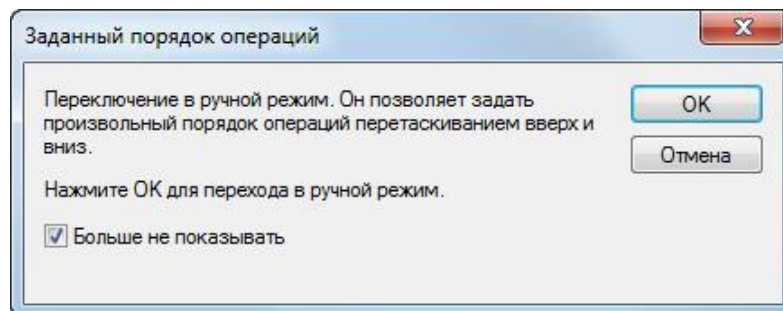 Заданный порядок операций
Переключение в ручной режим. Он позволяет задать
произвольный порядок операций перетаскиванием вверх и
вниз.
OK
Отмена
Нажмите OK для перехода в ручной режим.
Больше не показывать